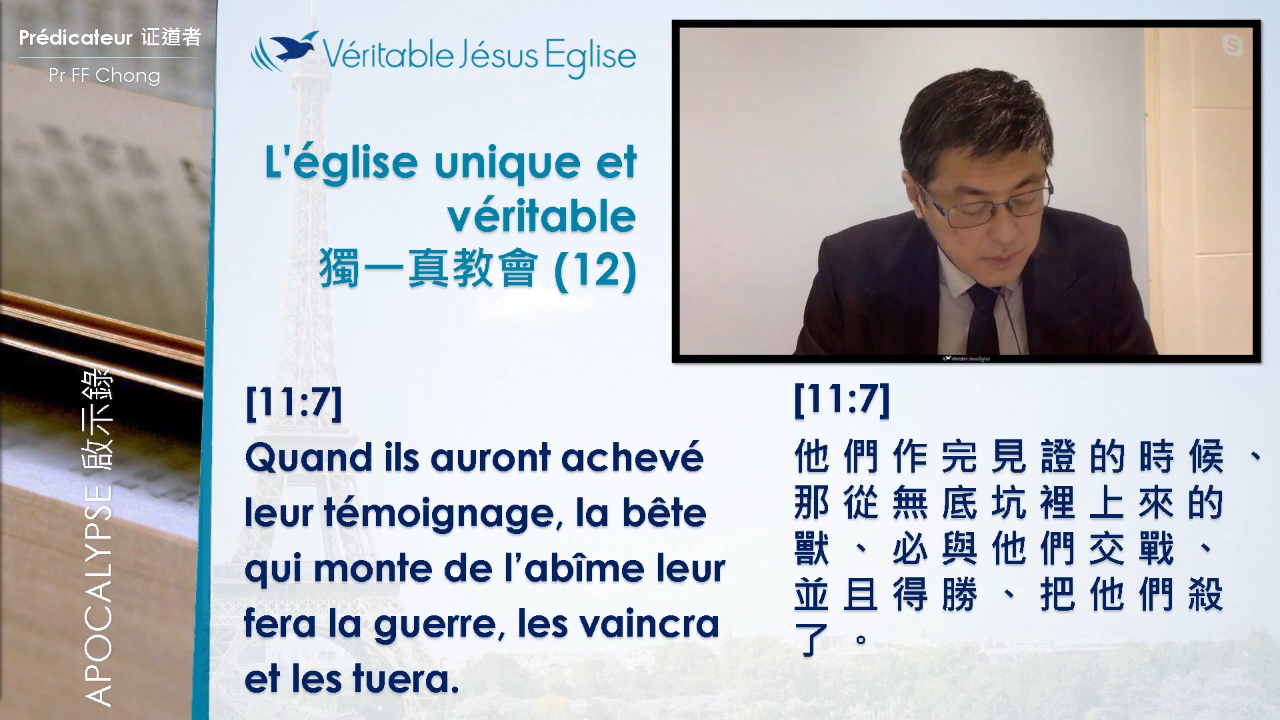 Prédicateur 证道者
Pr FF Chong
APOCALYPSE 啟示錄
Véritable Jésus Eglise
L'église unique et
véritable
獨一真教會 (12)
[11:7]
Quand ils auront achevé
leur témoignage, la bête
qui monte de l’abîme leur
fera la guerre, les vaincra
et les tuera.
[11:7]
他們作完見證的時候、
那從無底坑裡上來的
獸、必與他們交戰、
並且得勝、把他們殺
了。
Véritable Jésus Eglise